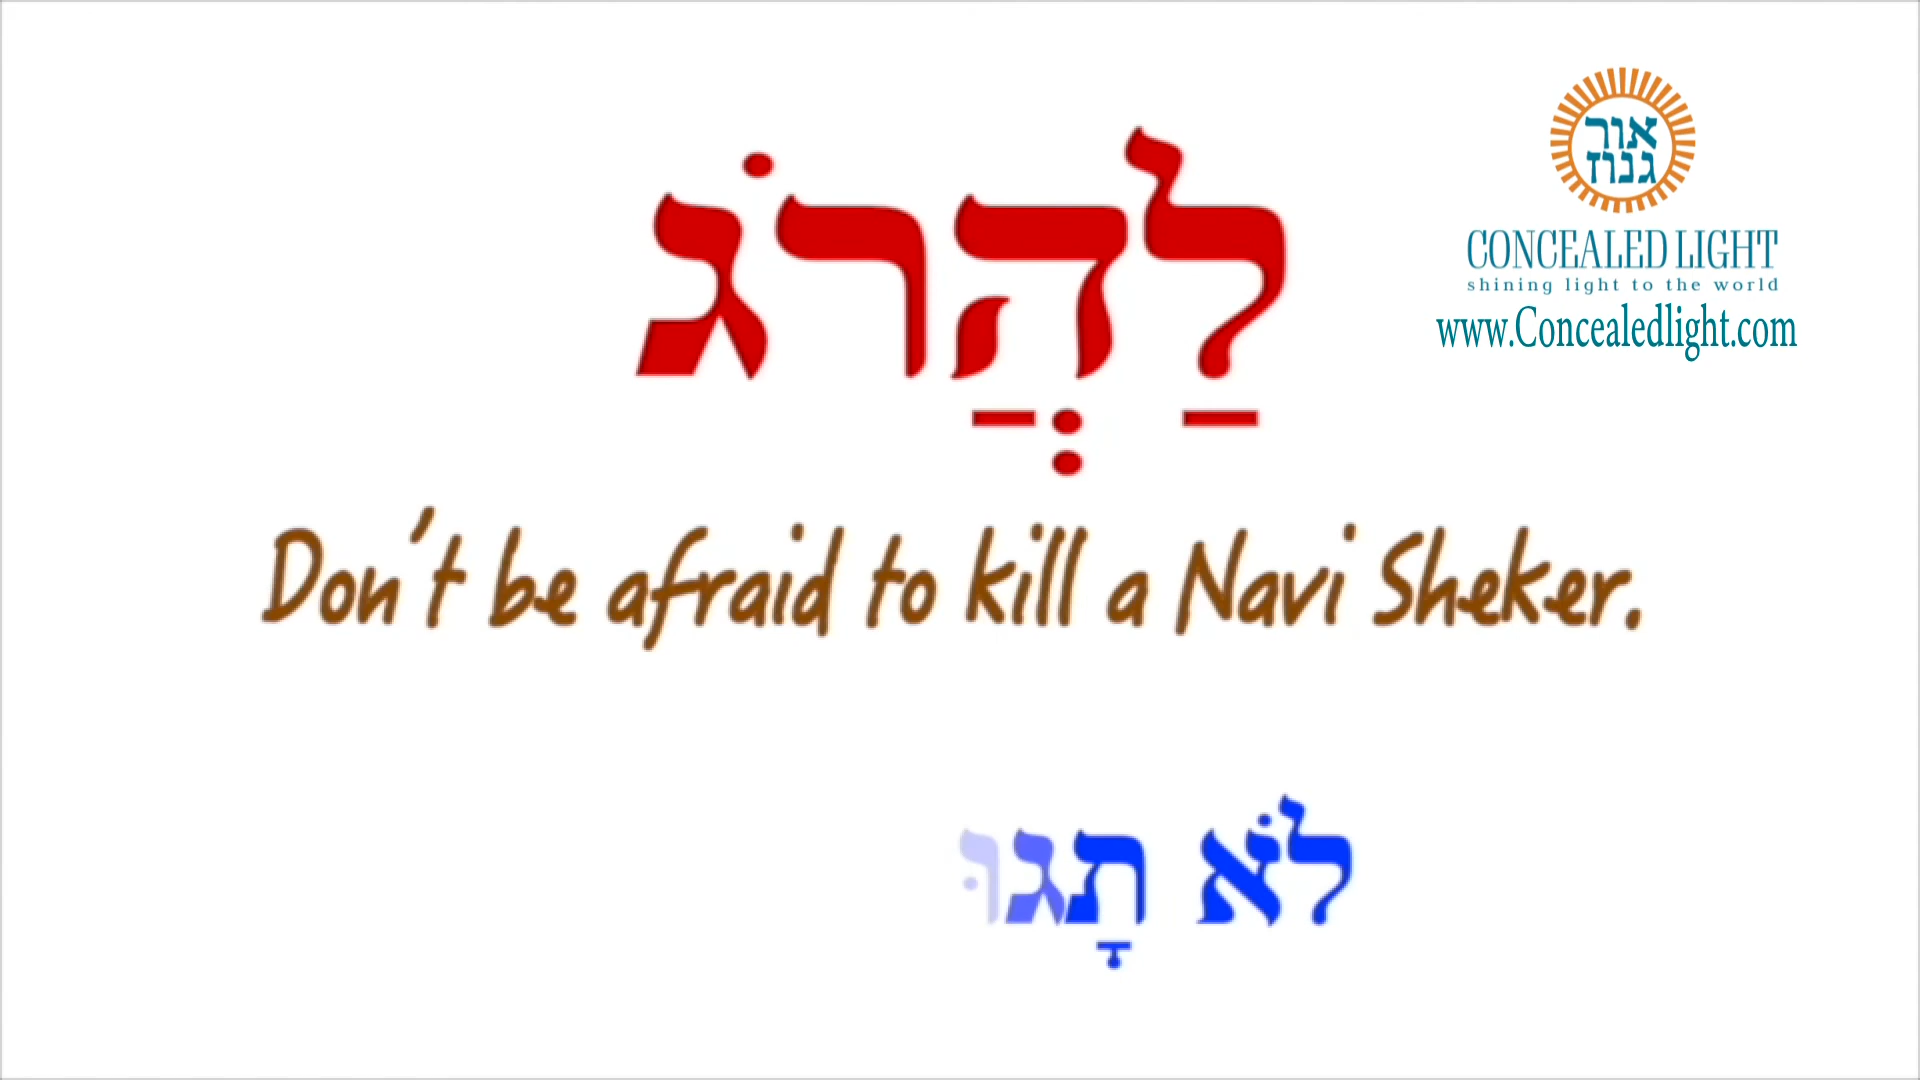 לַהֲרֹג
אור
גנוז
CONCEALED LIGHT
shining light to the world
www.Concealedlight.com
Don't be afraid to kill a Navi Sheker.
לֹא תָגוּ